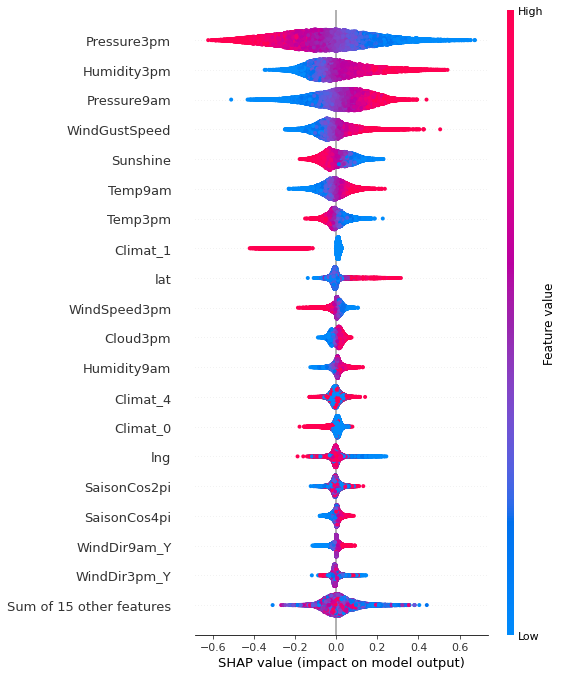 High
Pressure3pm
Humidity3pm
Pressure9am
WindGustSpeed
Sunshine
Temp9am
Temp3pm
Climat_1
lat
WindSpeed3pm
Cloud3pm
Humidity9am
Climat_4
Climat_0
lng
SaisonCos2pi
SaisonCos4pi
WindDir9am_Y
WindDir3pm_Y
Sum of 15 other features
Feature value
Low
−0.6 −0.4 −0.2 0.0 0.2 0.4 0.6
SHAP value (impact on model output)